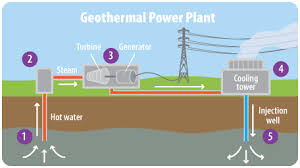 Geothermal Power Plant
Turbine
Generator
3
2
Steam
4
Cooling
tower
Hot water
Injection
well
1
5